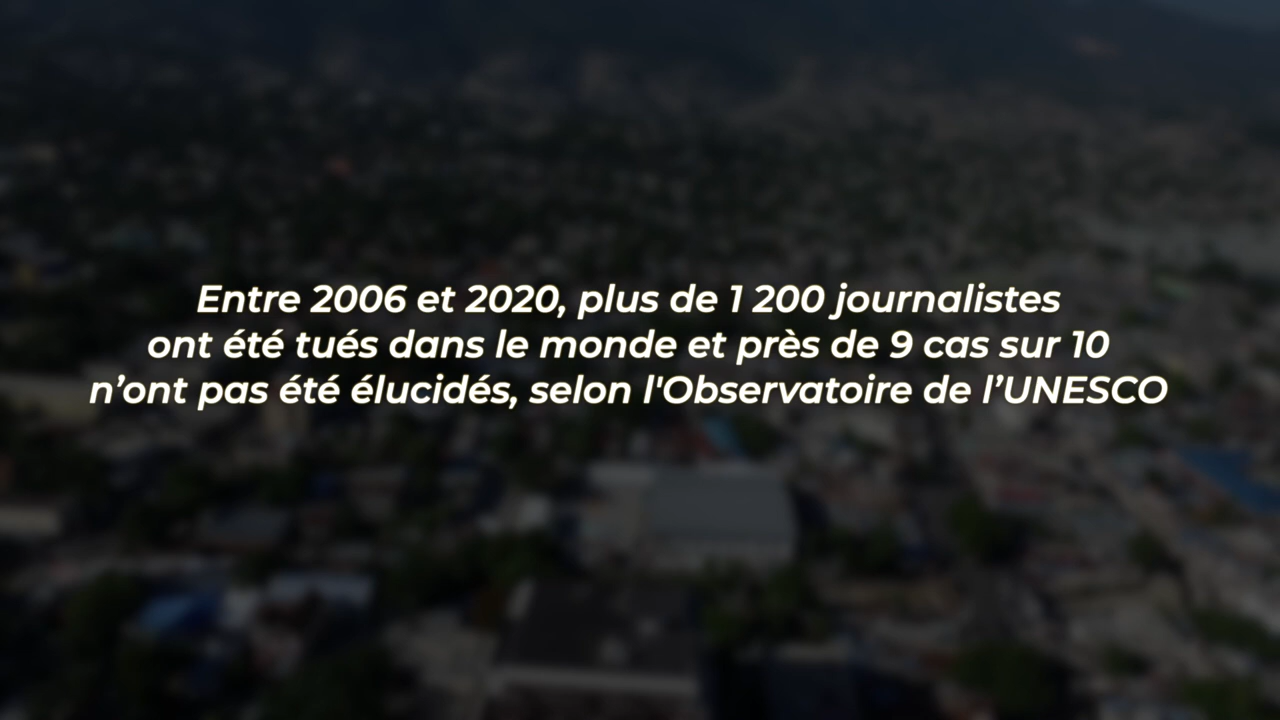 Entre 2006 et 2020, plus de 1 200 journalistes
ont été tués dans le monde et près de 9 cas sur 10
n’ont pas été élucidés, selon l'Observatoire de l’UNESCO